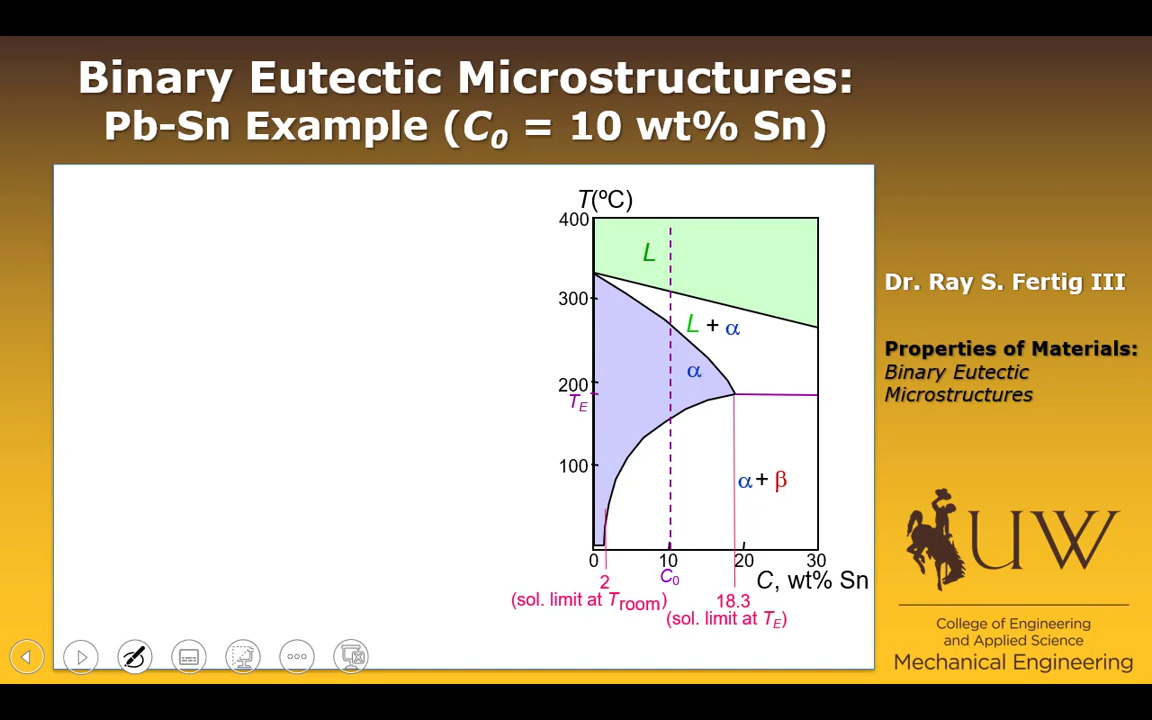 Binary Eutectic Microstructures:
Pb-Sn Example (C0 = 10 wt% Sn)
T(ºC)
400
L
300
L + α
α
200
TE
100
α + β
0
10
20
30
C0
C, wt% Sn
2
(sol. limit at Troom)
18.3
(sol. limit at TE)
Dr. Ray S. Fertig III
Properties of Materials:
Binary Eutectic
Microstructures
UW
College of Engineering
and Applied Science
Mechanical Engineering